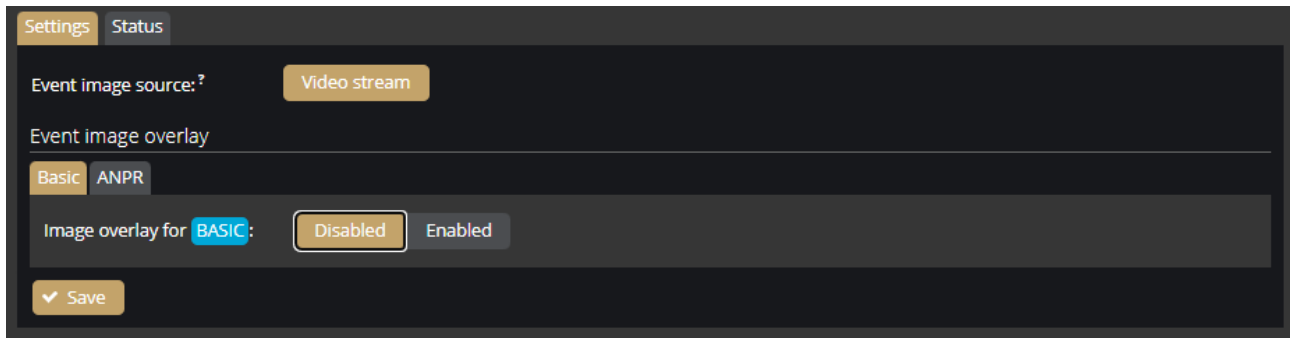 Settings Status
Event image source:? Video stream
Event image overlay
Basic ANPR
Image overlay for BASIC: Disabled Enabled
Save